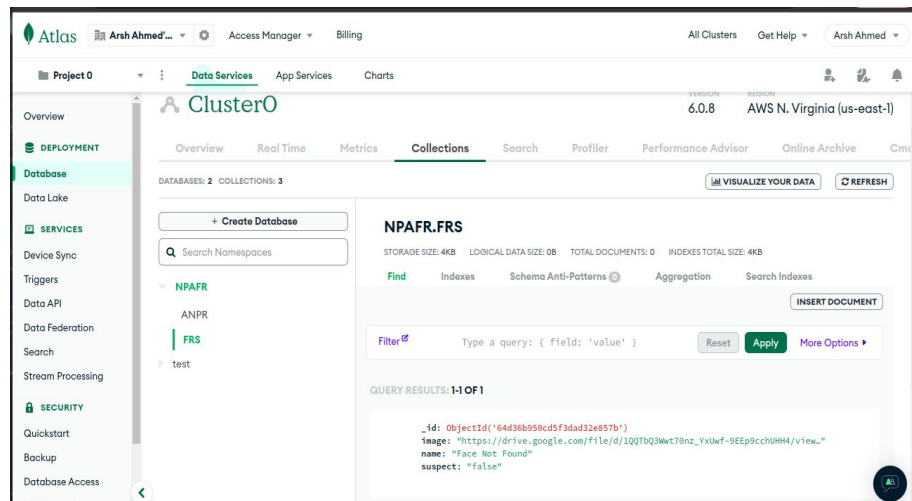 Atlas
Arsh Ahmed'...
Access Manager
Billing
All Clusters
Get Help
Arsh Ahmed
Project 0
Data Services
App Services
Charts
Overview
DEPLOYMENT
Database
Data Lake
SERVICES
Device Sync
Triggers
Data API
Data Federation
Search
Stream Processing
SECURITY
Quickstart
Backup
Database Access
Cluster0
VERSION
REGION
6.0.8
AWS N. Virginia (us-east-1)
Overview
Real Time
Metrics
Collections
Search
Profiler
Performance Advisor
Online Archive
Cmd
DATABASES: 2 COLLECTIONS: 3
VISUALIZE YOUR DATA
REFRESH
+ Create Database
Search Namespaces
NPAFR
ANPR
FRS
test
NPAFR.FRS
STORAGE SIZE: 4KB LOGICAL DATA SIZE: 0B TOTAL DOCUMENTS: 0 INDEXES TOTAL SIZE: 4KB
Find
Indexes
Schema Anti-Patterns 0
Aggregation
Search Indexes
INSERT DOCUMENT
Filter
Type a query: { field: 'value' }
Reset
Apply
More Options
QUERY RESULTS: 1-1 OF 1
_id: ObjectId('64d36b950cd5f3dad32e857b')
image: "https://drive.google.com/file/d/1QQTbQ3Wwt70nz_YxUwf-9EEp9cchUHH4/view…"
name: "Face Not Found"
suspect: "false"